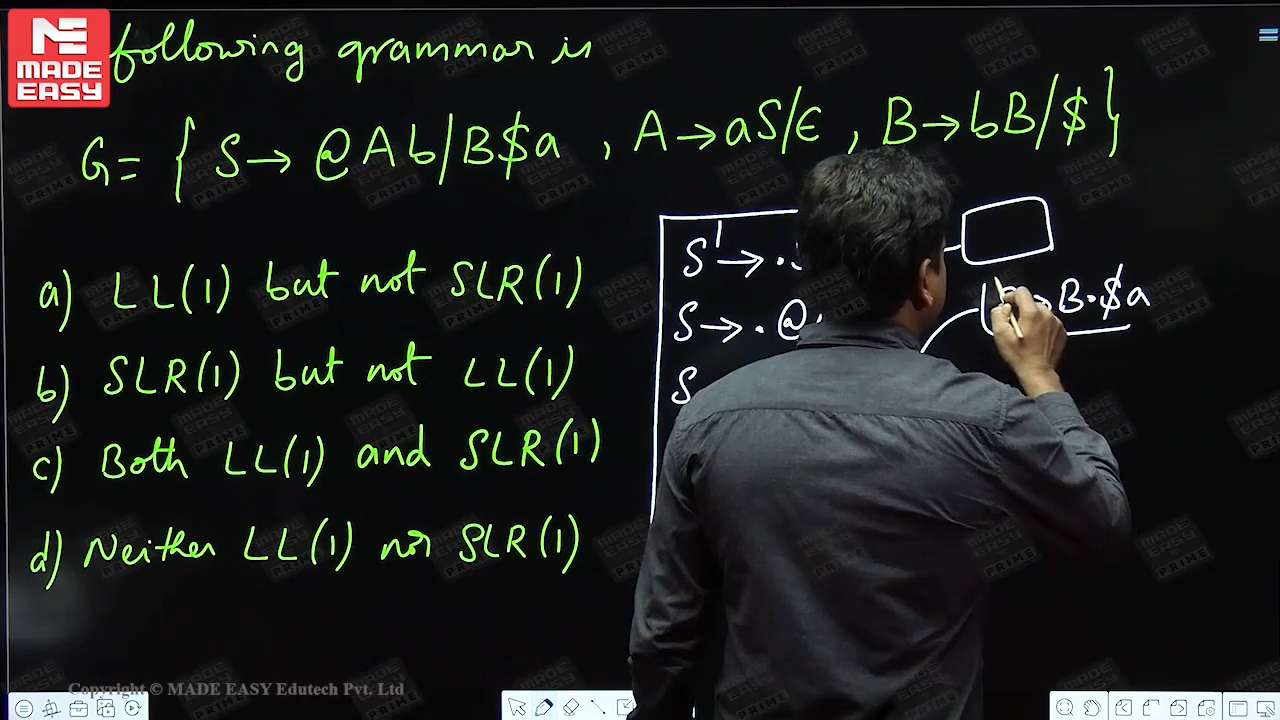 MADE EASY
following grammar is
G = { S → @Ab/B$a , A → aS/ϵ , B → bB/$ }
a) LL(1) but not SLR(1)
b) SLR(1) but not LL(1)
c) Both LL(1) and SLR(1)
d) Neither LL(1) nor SLR(1)
S' → .
S → .@
S
B.$a
Copyright © MADE EASY Edutech Pvt. Ltd